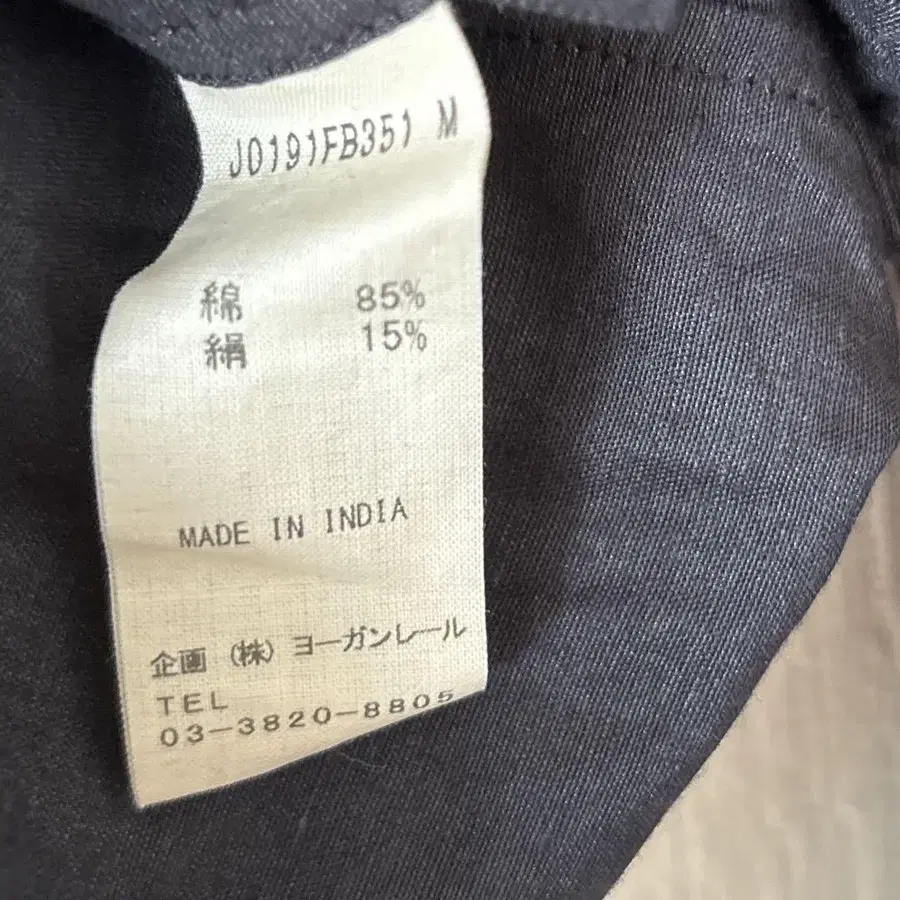 J0191FB351 M
綿 85%
絹 15%
MADE IN INDIA
企画 (株) ヨーガンレール
TEL
03-3820-8805